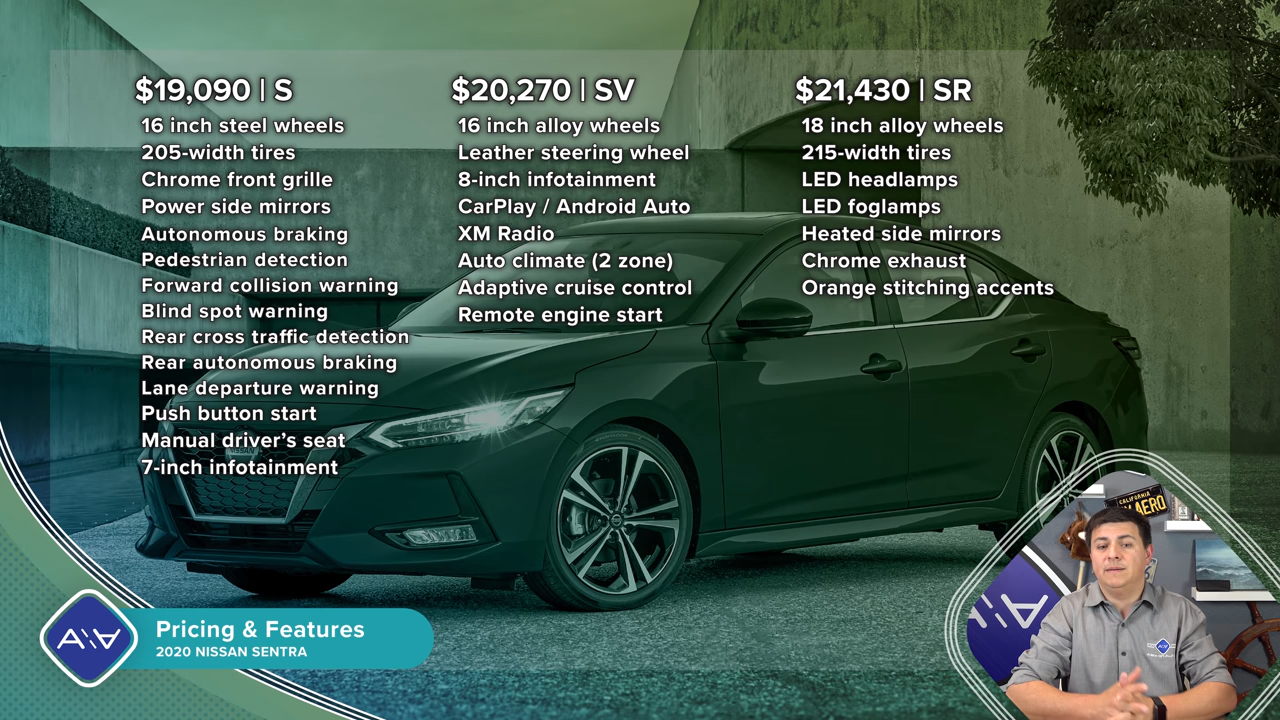 $19,090 | S
16 inch steel wheels
205-width tires
Chrome front grille
Power side mirrors
Autonomous braking
Pedestrian detection
Forward collision warning
Blind spot warning
Rear cross traffic detection
Rear autonomous braking
Lane departure warning
Push button start
Manual driver’s seat
7-inch infotainment
$20,270 | SV
16 inch alloy wheels
Leather steering wheel
8-inch infotainment
CarPlay / Android Auto
XM Radio
Auto climate (2 zone)
Adaptive cruise control
Remote engine start
$21,430 | SR
18 inch alloy wheels
215-width tires
LED headlamps
LED foglamps
Heated side mirrors
Chrome exhaust
Orange stitching accents
NISSAN
CALIFORNIA
AERO
Pricing & Features
2020 NISSAN SENTRA